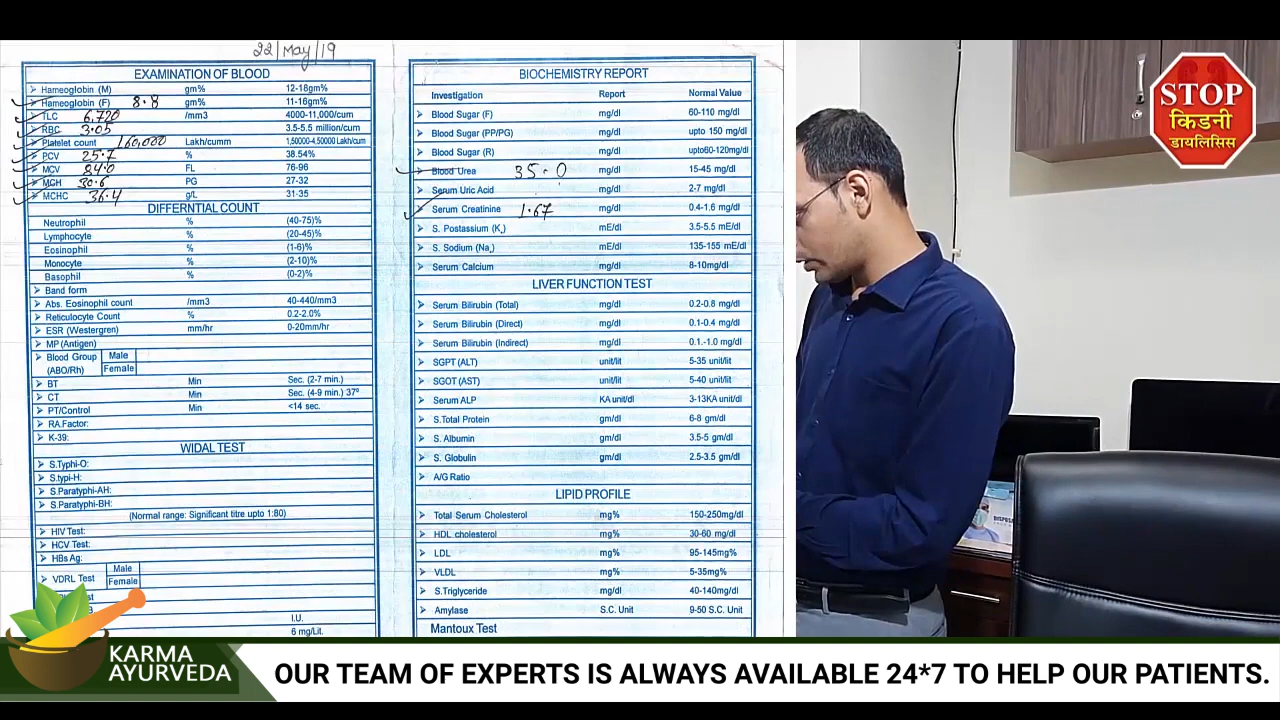 22/May/19
EXAMINATION OF BLOOD
Hameoglobin (M) gm% 12-18gm%
Hameoglobin (F) 8.8 gm% 11-16gm%
TLC 6,720 /mm3 4000-11,000/cum
RBC 3.05 3.5-5.5 million/cum
Platelet count 160,000 Lakh/cumm 1,50000-4,50000 Lakh/cum
PCV 25.7 % 38.54%
MCV 84.0 FL 76-96
MCH 30.6 PG 27-32
MCHC 36.4 g/L 31-35
DIFFERNTIAL COUNT
Neutrophil % (40-75)%
Lymphocyte % (20-45)%
Eosinophil % (1-6)%
Monocyte % (2-10)%
Basophil % (0-2)%
Band form
Abs. Eosinophil count /mm3 40-440/mm3
Reticulocyte Count % 0.2-2.0%
ESR (Westergren) mm/hr 0-20mm/hr
MP (Antigen)
Blood Group Male
(ABO/Rh) Female
BT Min Sec. (2-7 min.)
CT Min Sec. (4-9 min.) 37º
PT/Control Min <14 sec.
RA.Factor:
K-39:
WIDAL TEST
S.Typhi-O:
S.typi-H:
S.Paratyphi-AH:
S.Paratyphi-BH:
(Normal range: Significant titre upto 1:80)
HIV Test:
HCV Test:
HBs Ag:
VDRL Test Male
Female
I.U.
6 mg/Lit.
BIOCHEMISTRY REPORT
Investigation Report Normal Value
Blood Sugar (F) mg/dl 60-110 mg/dl
Blood Sugar (PP/PG) mg/dl upto 150 mg/dl
Blood Sugar (R) mg/dl upto60-120mg/dl
Blood Urea 35.0 mg/dl 15-45 mg/dl
Serum Uric Acid mg/dl 2-7 mg/dl
Serum Creatinine 1.67 mg/dl 0.4-1.6 mg/dl
S. Postassium (K+) mE/dl 3.5-5.5 mE/dl
S. Sodium (Na+) mE/dl 135-155 mE/dl
Serum Calcium mg/dl 8-10mg/dl
LIVER FUNCTION TEST
Serum Bilirubin (Total) mg/dl 0.2-0.8 mg/dl
Serum Bilirubin (Direct) mg/dl 0.1-0.4 mg/dl
Serum Bilirubin (Indirect) mg/dl 0.1.-1.0 mg/dl
SGPT (ALT) unit/lit 5-35 unit/lit
SGOT (AST) unit/lit 5-40 unit/lit
Serum ALP KA unit/dl 3-13KA unit/dl
S.Total Protein gm/dl 6-8 gm/dl
S. Albumin gm/dl 3.5-5 gm/dl
S. Globulin gm/dl 2.5-3.5 gm/dl
A/G Ratio
LIPID PROFILE
Total Serum Cholesterol mg% 150-250mg/dl
HDL cholesterol mg% 30-60 mg/dl
LDL mg% 95-145mg%
VLDL mg% 5-35mg%
S.Triglyceride mg/dl 40-140mg/dl
Amylase S.C. Unit 9-50 S.C. Unit
Mantoux Test
STOP
किडनी
डायलिसिस
KARMA
AYURVEDA
OUR TEAM OF EXPERTS IS ALWAYS AVAILABLE 24*7 TO HELP OUR PATIENTS.